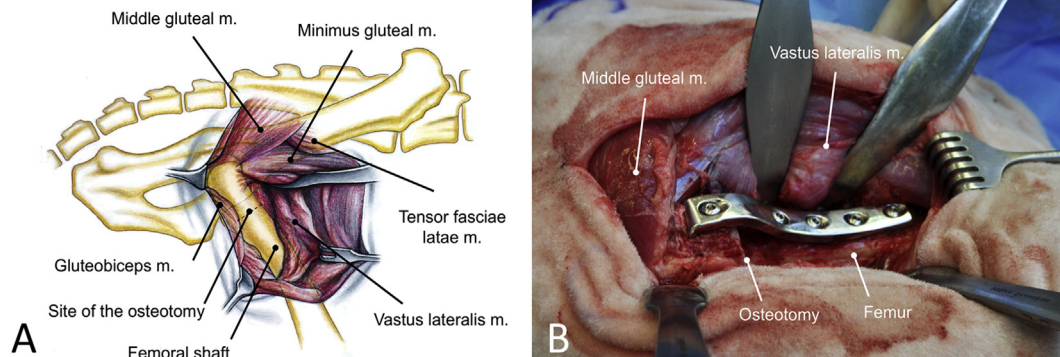 Middle gluteal m.
Minimus gluteal m.
Tensor fasciae
latae m.
Gluteobiceps m.
Site of the osteotomy
Vastus lateralis m.
Femoral shaft
A
Vastus lateralis m.
Middle gluteal m.
Osteotomy
Femur
B